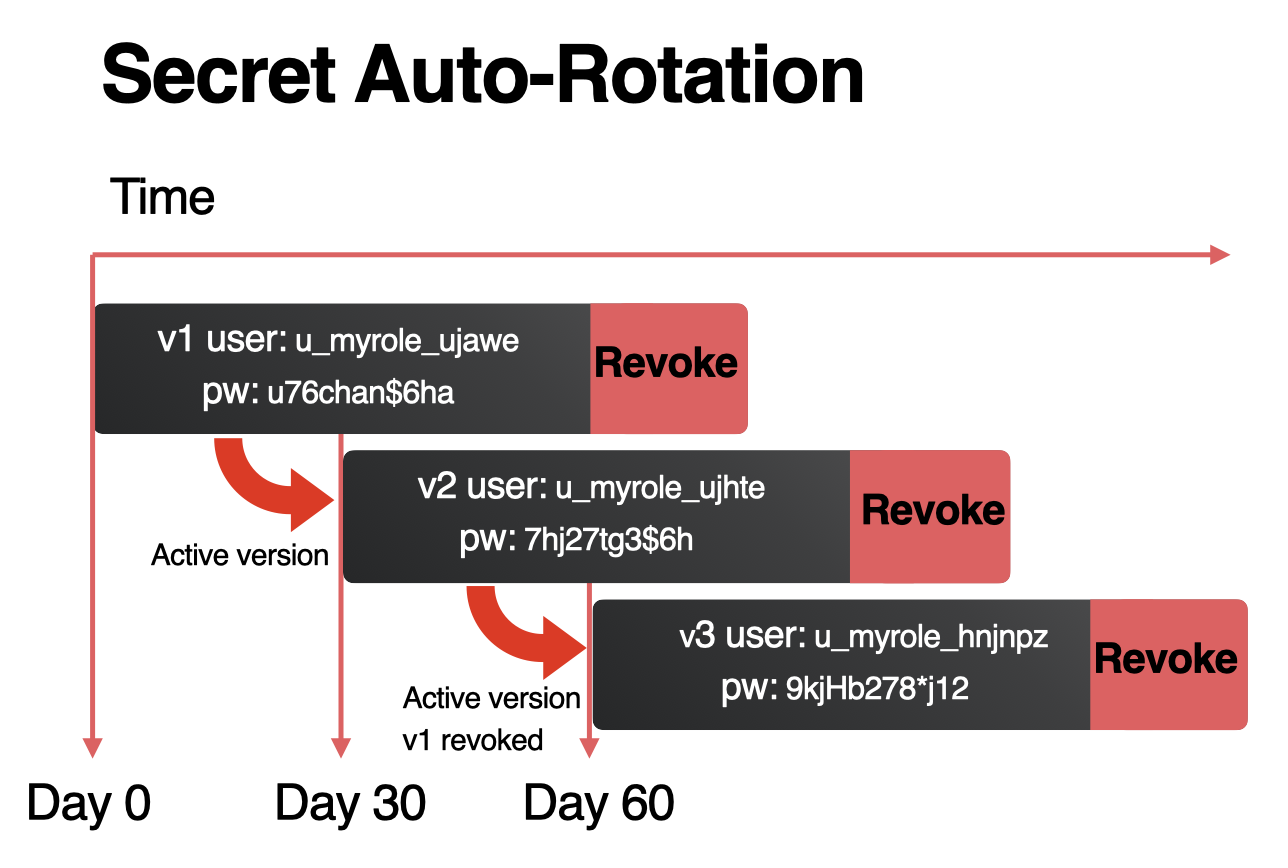 Secret Auto-Rotation
Time
v1 user: u_myrole_ujawe
pw: u76chan$6ha
Revoke
v2 user: u_myrole_ujhte
pw: 7hj27tg3$6h
Revoke
Active version
v3 user: u_myrole_hnjnpz
pw: 9kjHb278*j12
Revoke
Active version
v1 revoked
Day 0
Day 30
Day 60